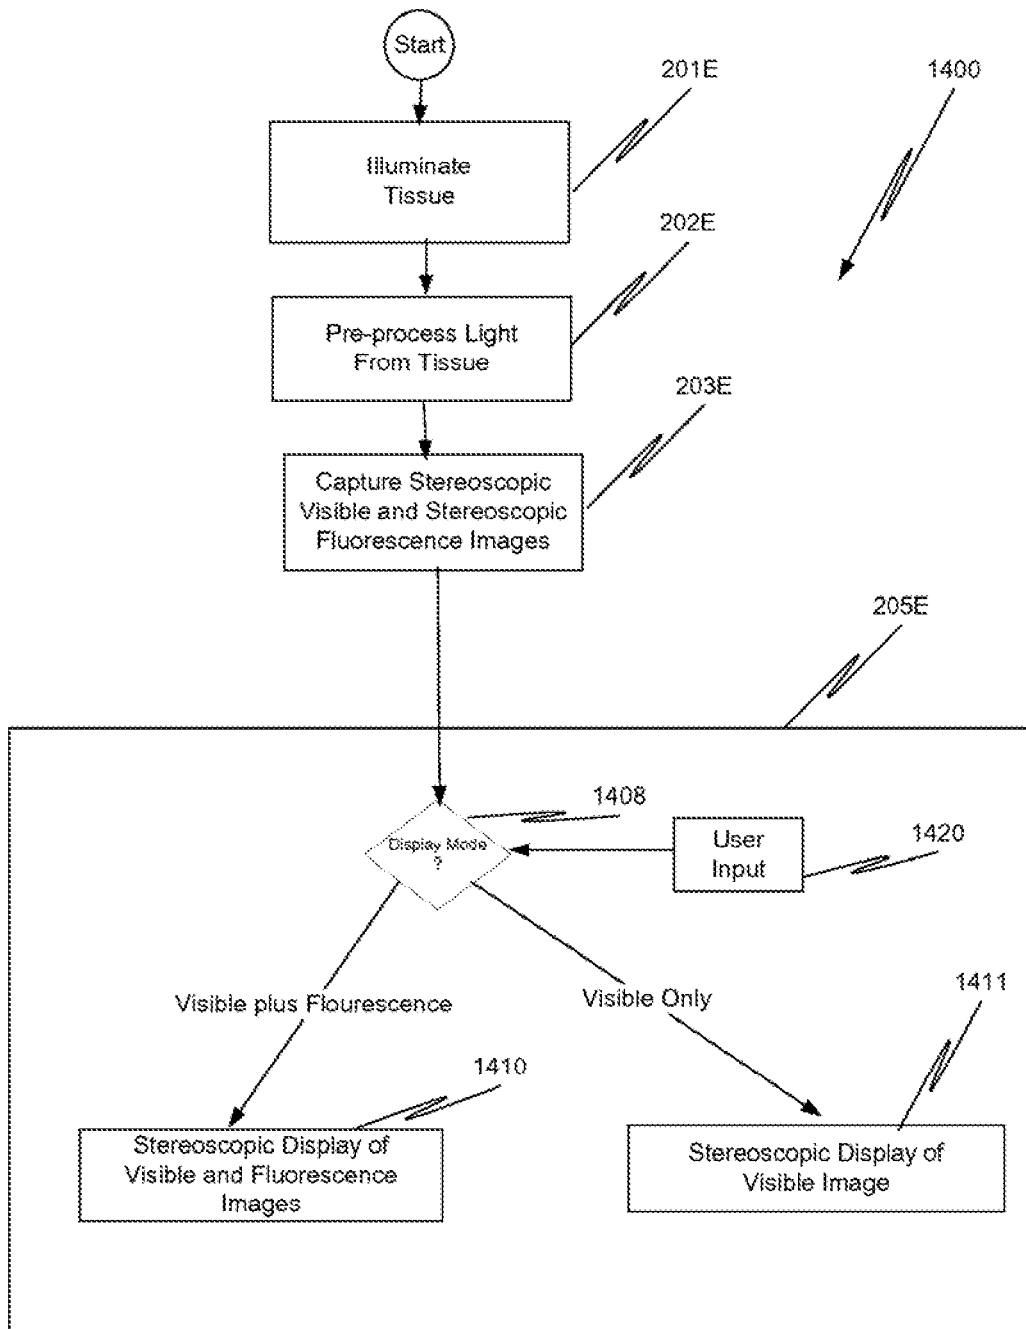 Start
201E
1400
Illuminate
Tissue
202E
Pre-process Light
From Tissue
203E
Capture Stereoscopic
Visible and Stereoscopic
Fluorescence Images
205E
1408
Display Mode
?
User
Input
1420
Visible plus Flourescence
Visible Only
1411
1410
Stereoscopic Display of
Visible and Fluorescence
Images
Stereoscopic Display of
Visible Image